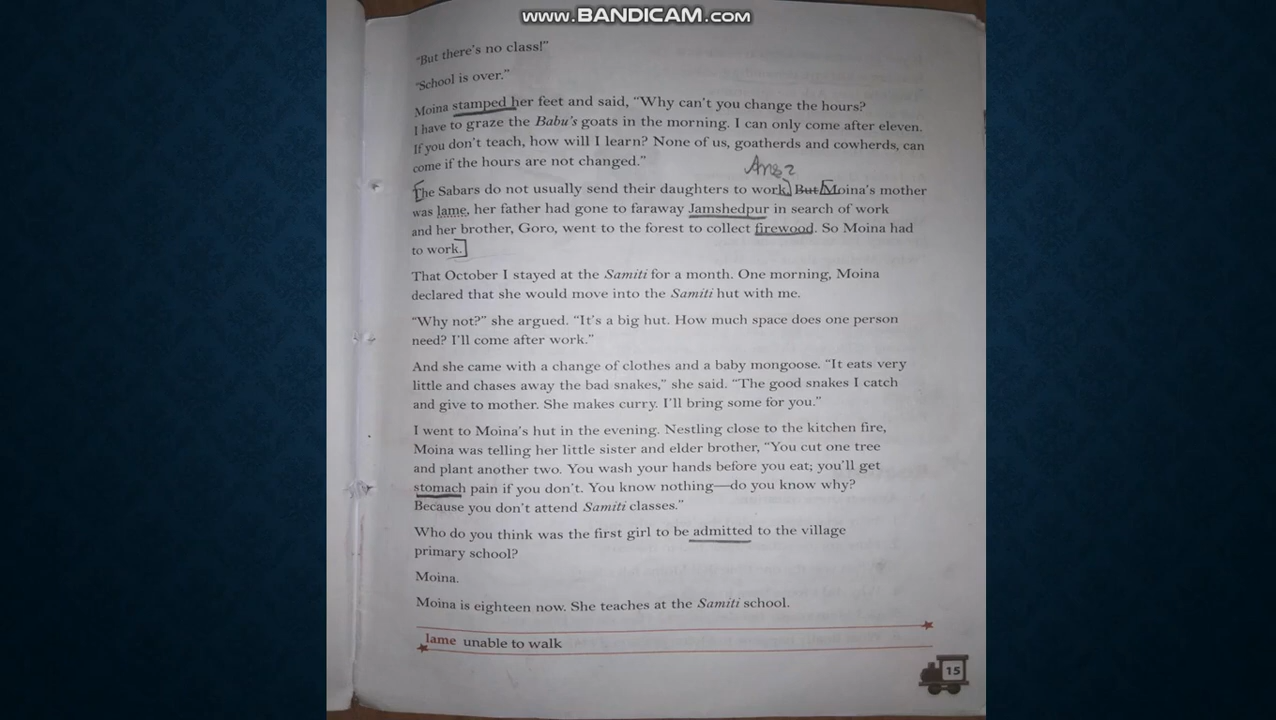 www.BANDICAM.com
"But there's no class!"
"School is over."
Moina stamped her feet and said, "Why can't you change the hours?
I have to graze the Babu's goats in the morning. I can only come after eleven.
If you don't teach, how will I learn? None of us, goatherds and cowherds, can
come if the hours are not changed."
Ans 2
The Sabars do not usually send their daughters to work. But Moina's mother
was lame, her father had gone to faraway Jamshedpur in search of work
and her brother, Goro, went to the forest to collect firewood. So Moina had
to work.
That October I stayed at the Samiti for a month. One morning, Moina
declared that she would move into the Samiti hut with me.
"Why not?" she argued. "It's a big hut. How much space does one person
need? I'll come after work."
And she came with a change of clothes and a baby mongoose. "It eats very
little and chases away the bad snakes," she said. "The good snakes I catch
and give to mother. She makes curry. I'll bring some for you."
I went to Moina's hut in the evening. Nestling close to the kitchen fire,
Moina was telling her little sister and elder brother, "You cut one tree
and plant another two. You wash your hands before you eat; you'll get
stomach pain if you don't. You know nothing—do you know why?
Because you don't attend Samiti classes."
Who do you think was the first girl to be admitted to the village
primary school?
Moina.
Moina is eighteen now. She teaches at the Samiti school.
lame unable to walk
15